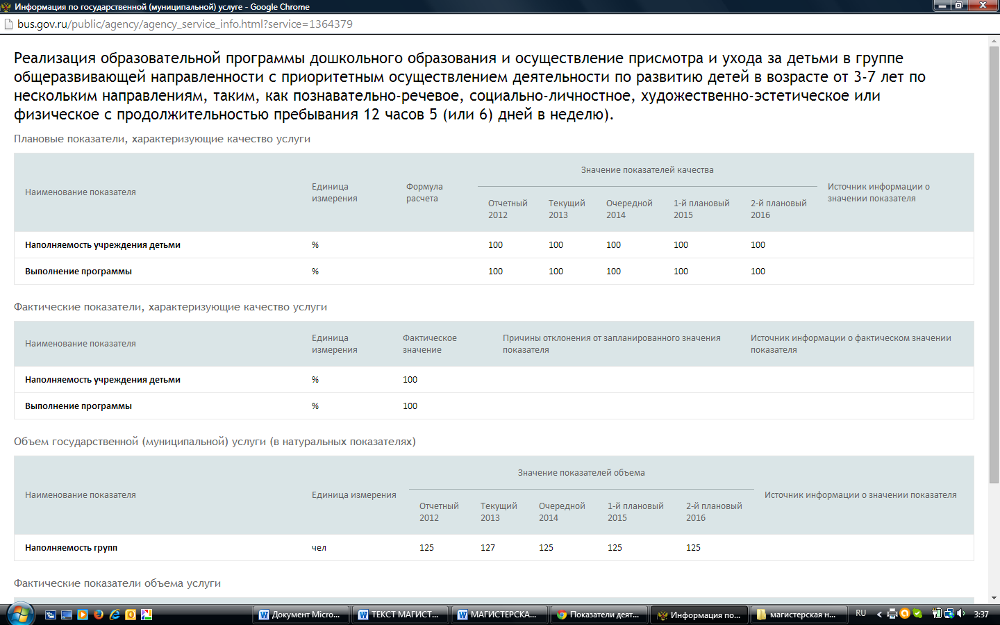 Информация по государственной (муниципальной) услуге - Google Chrome
bus.gov.ru/public/agency/agency_service_info.html?service=1364379
Реализация образовательной программы дошкольного образования и осуществление присмотра и ухода за детьми в группе
общеразвивающей направленности с приоритетным осуществлением деятельности по развитию детей в возрасте от 3-7 лет по
нескольким направлениям, таким, как познавательно-речевое, социально-личностное, художественно-эстетическое или
физическое с продолжительностью пребывания 12 часов 5 (или 6) дней в неделю).
Плановые показатели, характеризующие качество услуги
Значение показателей качества
Наименование показателя Единица измерения Формула расчета Источник информации о значении показателя
Отчетный 2012 Текущий 2013 Очередной 2014 1-й плановый 2015 2-й плановый 2016
Наполняемость учреждения детьми % 100 100 100 100 100
Выполнение программы % 100 100 100 100 100
Фактические показатели, характеризующие качество услуги
Наименование показателя Единица измерения Фактическое значение Причины отклонения от запланированного значения показателя Источник информации о фактическом значении показателя
Наполняемость учреждения детьми % 100
Выполнение программы % 100
Объем государственной (муниципальной) услуги (в натуральных показателях)
Значение показателей объема
Наименование показателя Единица измерения Источник информации о значении показателя
Отчетный 2012 Текущий 2013 Очередной 2014 1-й плановый 2015 2-й плановый 2016
Наполняемость групп чел 125 127 125 125 125
Фактические показатели объема услуги
Документ Micro... ТЕКСТ МАГИСТ... МАГИСТЕРСКА... Показатели деят... Информация по... магистерская н... RU 3:37